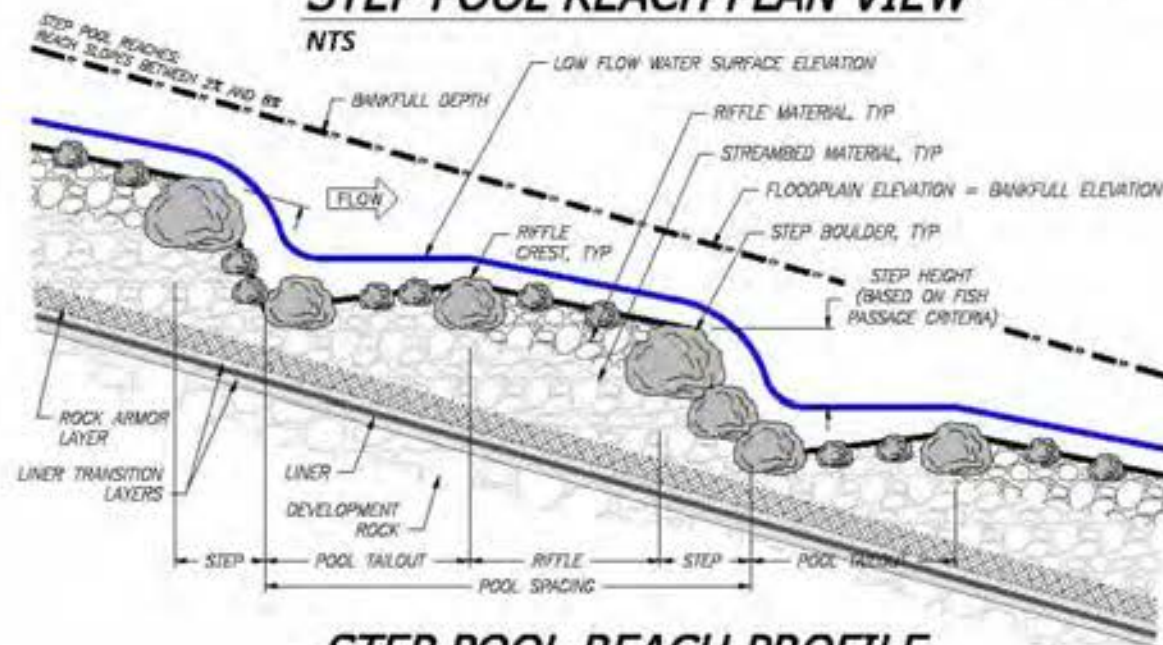 STEP POOL REACH PLAN VIEW
NTS
STEP POOL REACHES:
REACH SLOPES BETWEEN 2% AND 8%
BANKFULL DEPTH
LOW FLOW WATER SURFACE ELEVATION
RIFFLE MATERIAL, TYP
STREAMBED MATERIAL, TYP
FLOODPLAIN ELEVATION = BANKFULL ELEVATION
FLOW
RIFFLE
CREST, TYP
STEP BOULDER, TYP
STEP HEIGHT
(BASED ON FISH
PASSAGE CRITERIA)
ROCK ARMOR
LAYER
LINER TRANSITION
LAYERS
LINER
DEVELOPMENT
ROCK
STEP
POOL TAILOUT
RIFFLE
STEP
POOL TAILOUT
POOL SPACING
STEP POOL REACH PROFILE